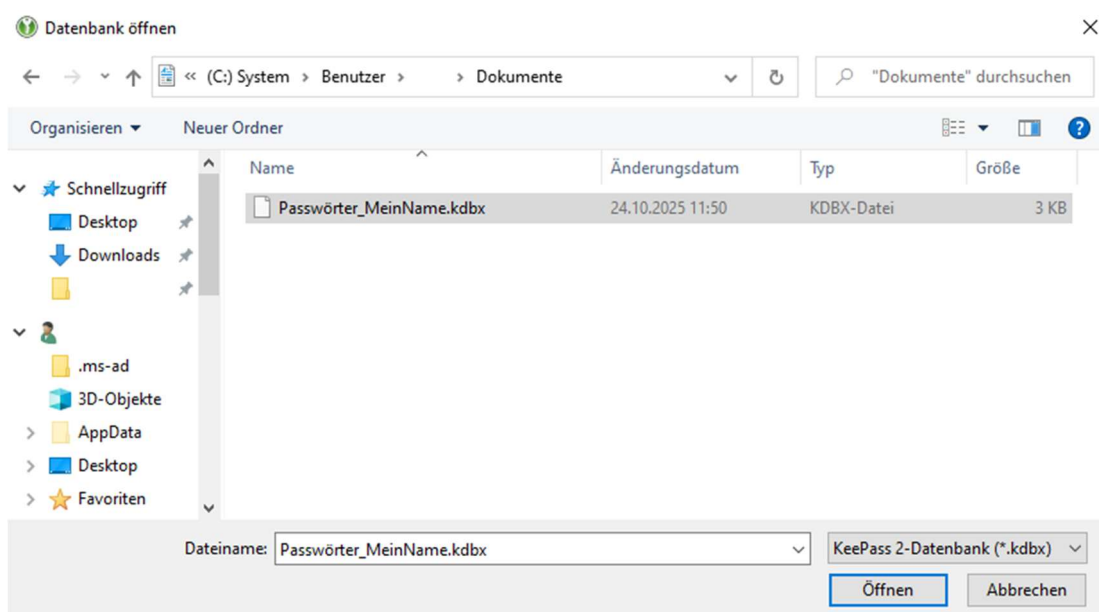 Datenbank öffnen
« (C:) System > Benutzer > > Dokumente
"Dokumente" durchsuchen
Organisieren
Neuer Ordner
?
Name
Änderungsdatum
Typ
Größe
Passwörter_MeinName.kdbx
24.10.2025 11:50
KDBX-Datei
3 KB
Schnellzugriff
Desktop
Downloads
.ms-ad
3D-Objekte
AppData
Desktop
Favoriten
Dateiname:
Passwörter_MeinName.kdbx
KeePass 2-Datenbank (*.kdbx)
Öffnen
Abbrechen